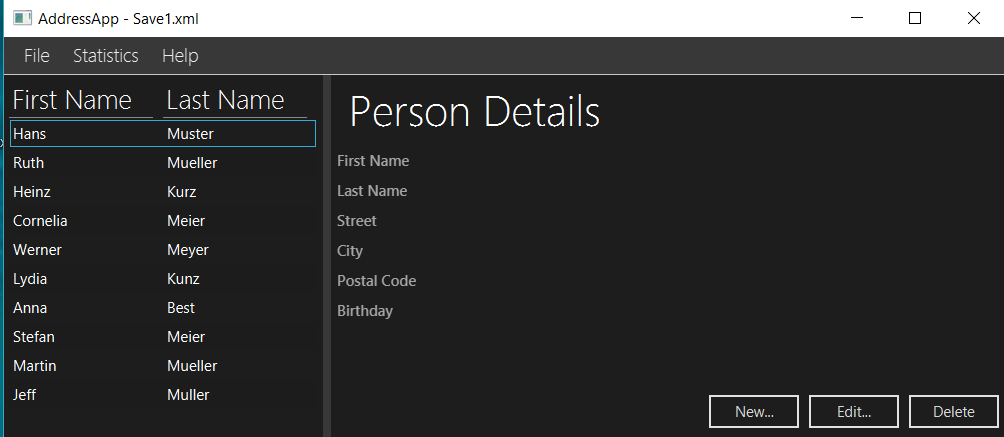 AddressApp - Save1.xml
File Statistics Help
First Name Last Name
Hans Muster
Ruth Mueller
Heinz Kurz
Cornelia Meier
Werner Meyer
Lydia Kunz
Anna Best
Stefan Meier
Martin Mueller
Jeff Muller
Person Details
First Name
Last Name
Street
City
Postal Code
Birthday
New... Edit... Delete